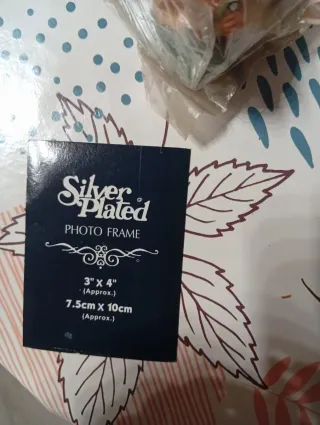 Silver
Plated
PHOTO FRAME
3" X 4"
(Approx.)
7.5cm X 10cm
(Approx.)